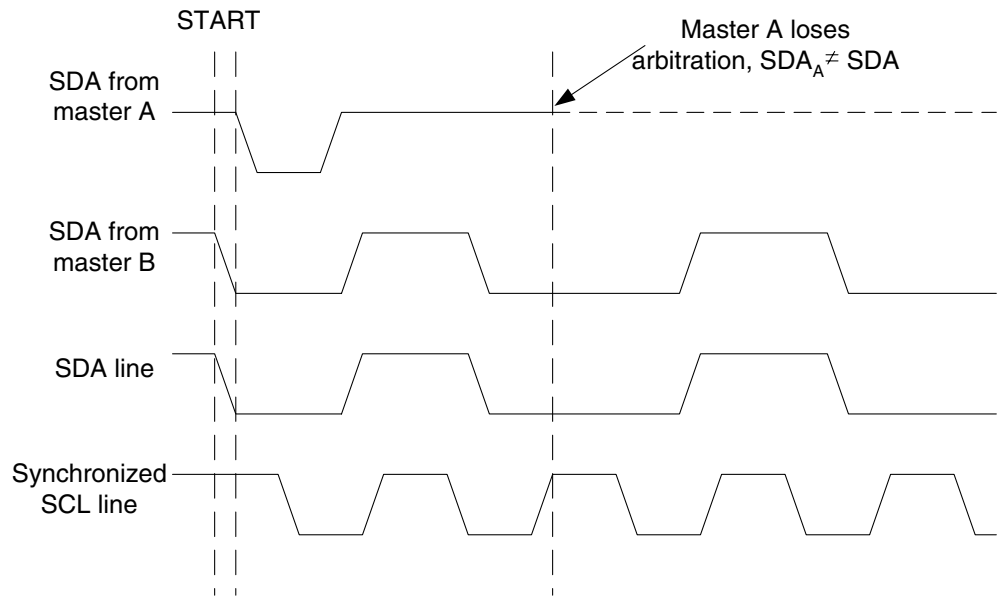 START
Master A loses
arbitration, SDA_A ≠ SDA
SDA from
master A
SDA from
master B
SDA line
Synchronized
SCL line